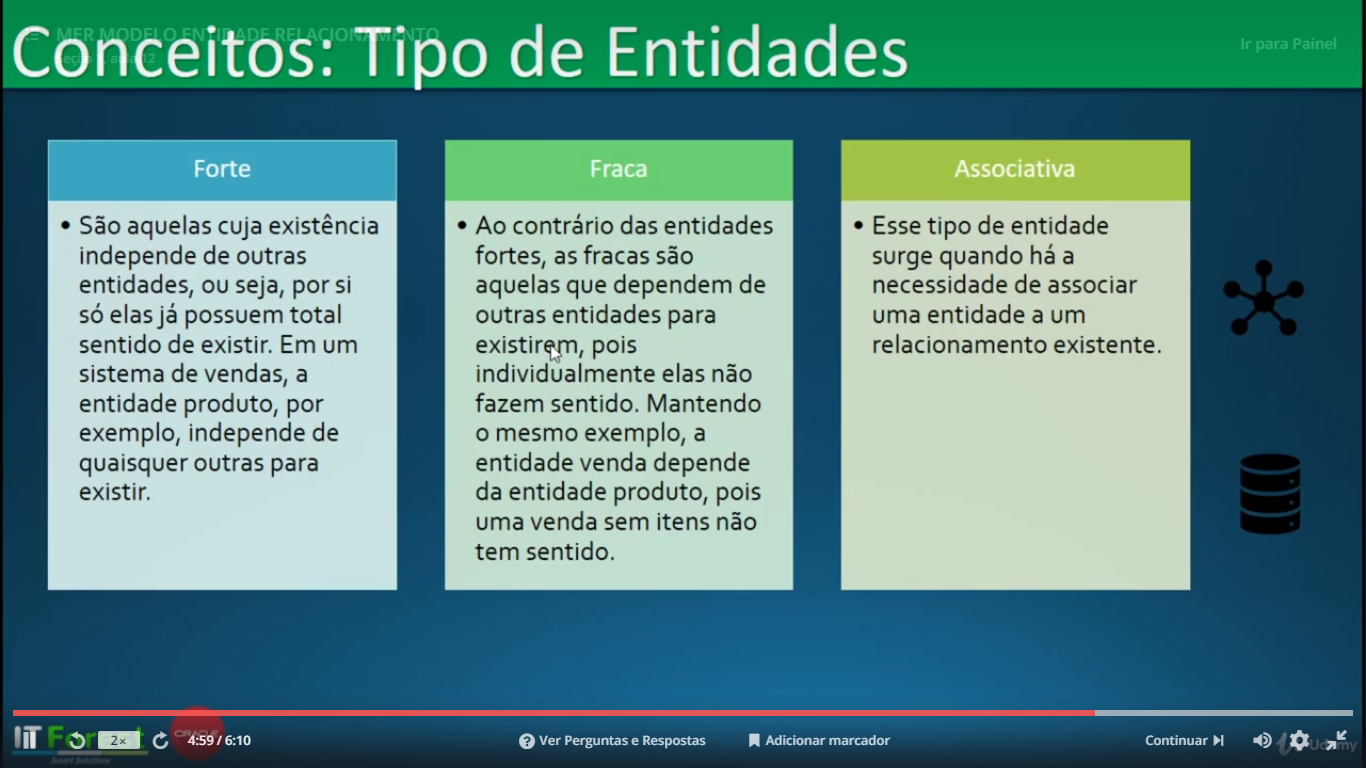 MER MODELO ENTIDADE RELACIONAMENTO
Conceitos: Tipo de Entidades
Ir para Painel
Forte
• São aquelas cuja existência
independe de outras
entidades, ou seja, por si
só elas já possuem total
sentido de existir. Em um
sistema de vendas, a
entidade produto, por
exemplo, independe de
quaisquer outras para
existir.
Fraca
• Ao contrário das entidades
fortes, as fracas são
aquelas que dependem de
outras entidades para
existirem, pois
individualmente elas não
fazem sentido. Mantendo
o mesmo exemplo, a
entidade venda depende
da entidade produto, pois
uma venda sem itens não
tem sentido.
Associativa
• Esse tipo de entidade
surge quando há a
necessidade de associar
uma entidade a um
relacionamento existente.
IT
Smart Solutions
ORACLE
2×
4:59 / 6:10
Ver Perguntas e Respostas
Adicionar marcador
Continuar
Udemy